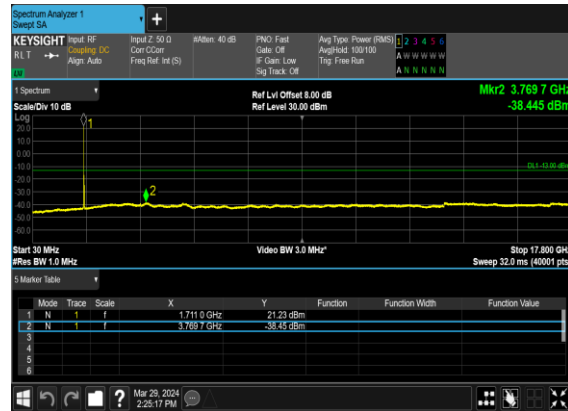 Spectrum Analyzer 1
Swept SA
+
KEYSIGHT Input: RF Input Z: 50 Ω #Atten: 40 dB PNO: Fast Avg Type: Power (RMS) 1 2 3 4 5 6
RLT Coupling: DC Corr CCorr Gate: Off Avg|Hold: 100/100 A W W W W W
Align: Auto Freq Ref: Int (S) IF Gain: Low Trig: Free Run
Sig Track: Off A N N N N N
1 Spectrum Ref Lvl Offset 8.00 dB Mkr2 3.769 7 GHz
Scale/Div 10 dB Ref Level 30.00 dBm -38.445 dBm
Log
20.0
10.0
0.00
-10.0
-20.0
-30.0
-40.0
-50.0
-60.0
1
2
DL1 -13.00 dBm
Start 30 MHz Video BW 3.0 MHz* Stop 17.800 GHz
#Res BW 1.0 MHz Sweep 32.0 ms (40001 pts)
5 Marker Table
Mode Trace Scale X Y Function Function Width Function Value
1 N 1 f 1.711 0 GHz 21.23 dBm
2 N 1 f 3.769 7 GHz -38.45 dBm
3
4
5
6
? Mar 29, 2024
2:25:17 PM